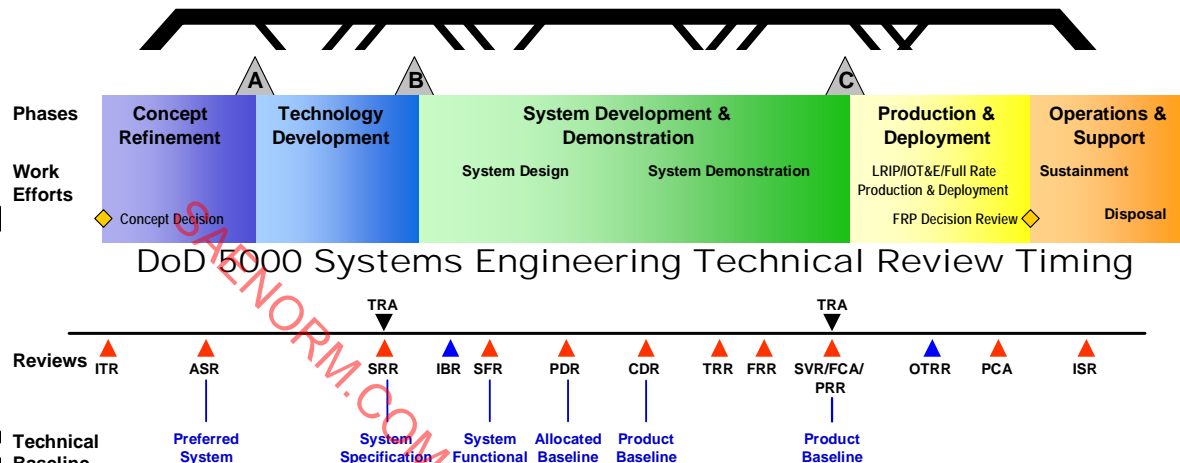 A B C
Phases
Concept Refinement
Technology Development
System Development & Demonstration
Production & Deployment
Operations & Support
Work Efforts
System Design
System Demonstration
LRIP/IOT&E/Full Rate Production & Deployment
Sustainment
Concept Decision
FRP Decision Review
Disposal
DoD 5000 Systems Engineering Technical Review Timing
TRA TRA
Reviews
ITR ASR SRR IBR SFR PDR CDR TRR FRR SVR/FCA/PRR OTRR PCA ISR
Technical Baseline
Preferred System
System Specification
System Functional
Allocated Baseline
Product Baseline
Product Baseline
SAENORM.COM